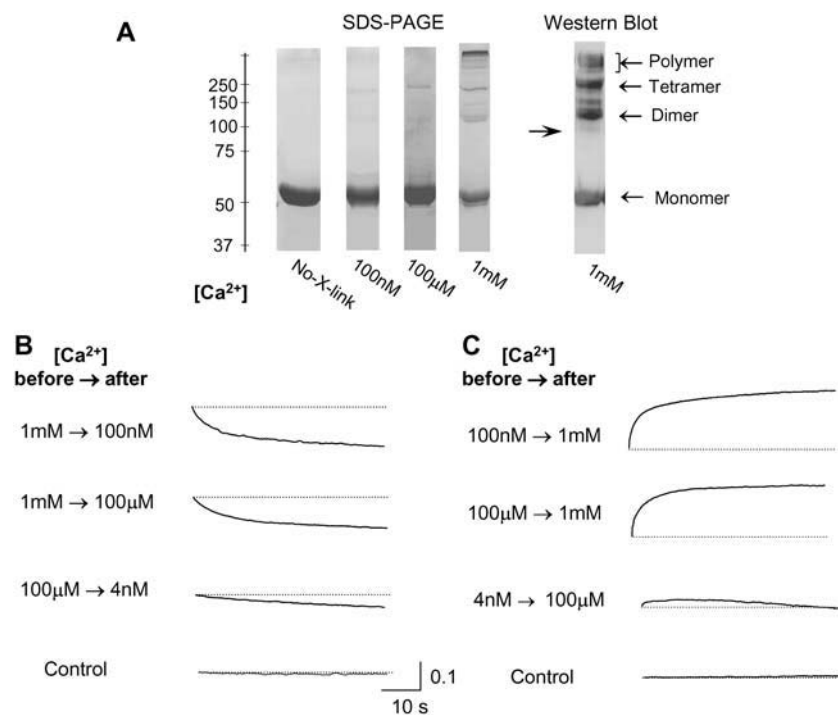 A
SDS-PAGE
Western Blot
250
150
100
75
50
37
Polymer
Tetramer
Dimer
Monomer
[Ca²⁺]
No-X-link
100nM
100µM
1mM
1mM
B
[Ca²⁺]
before → after
1mM → 100nM
1mM → 100µM
100µM → 4nM
Control
0.1
10 s
C
[Ca²⁺]
before → after
100nM → 1mM
100µM → 1mM
4nM → 100µM
Control